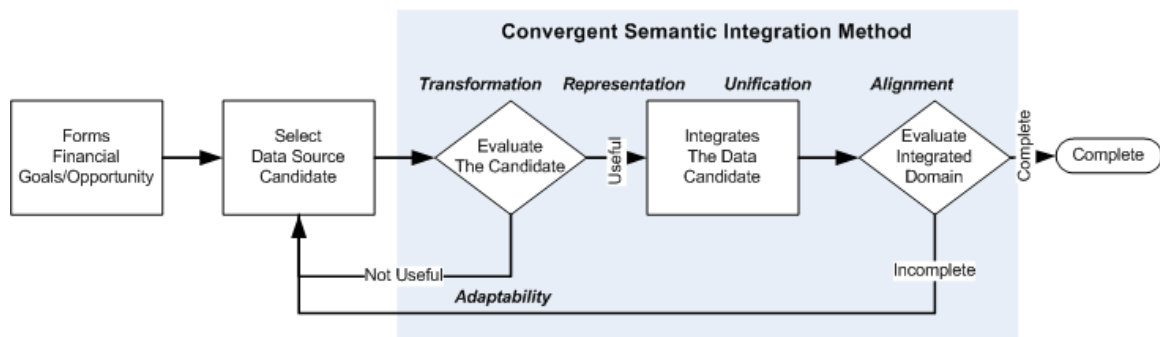 Convergent Semantic Integration Method
Transformation
Representation
Unification
Alignment
Forms
Financial
Goals/Opportunity
Select
Data Source
Candidate
Evaluate
The Candidate
Useful
Integrates
The Data
Candidate
Evaluate
Integrated
Domain
Complete
Complete
Not Useful
Incomplete
Adaptability